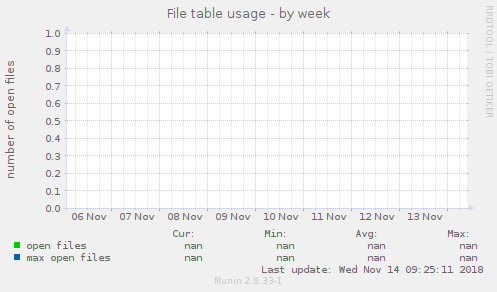 File table usage - by week
RRDTOOL / TOBI OETIKER
number of open files
1.0
0.9
0.8
0.7
0.6
0.5
0.4
0.3
0.2
0.1
0.0
06 Nov 07 Nov 08 Nov 09 Nov 10 Nov 11 Nov 12 Nov 13 Nov
Cur: Min: Avg: Max:
open files nan nan nan nan
max open files nan nan nan nan
Last update: Wed Nov 14 09:25:11 2018
Munin 2.0.33-1